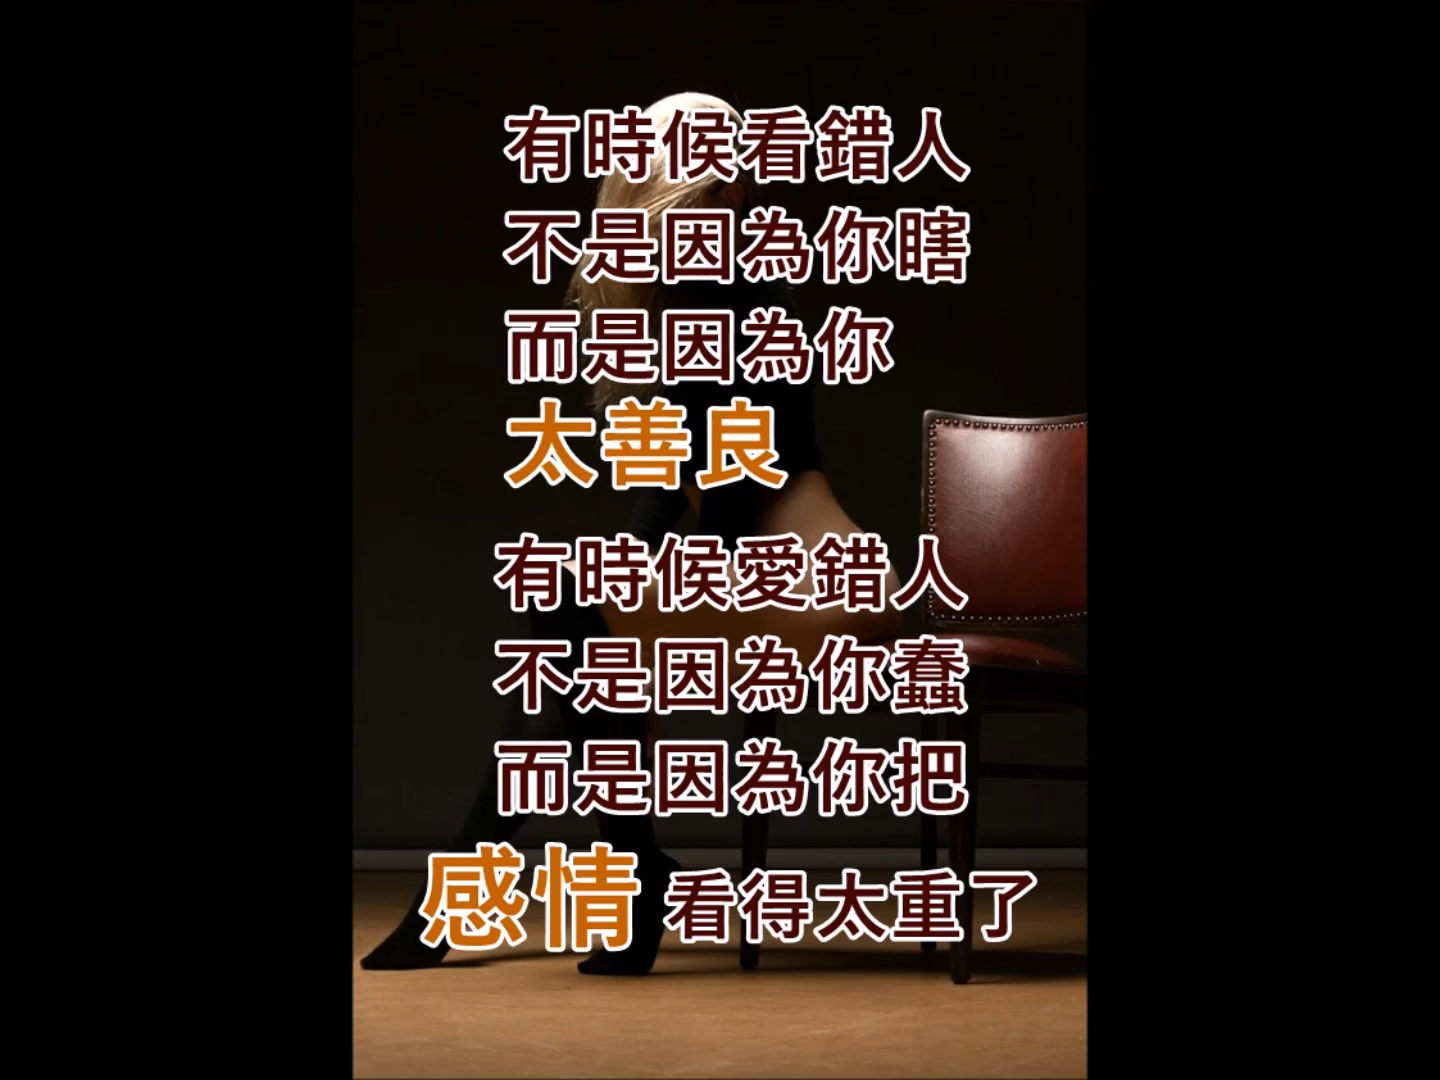 有時候看錯人
不是因為你瞎
而是因為你
太善良
有時候愛錯人
不是因為你蠢
而是因為你把
感情 看得太重了